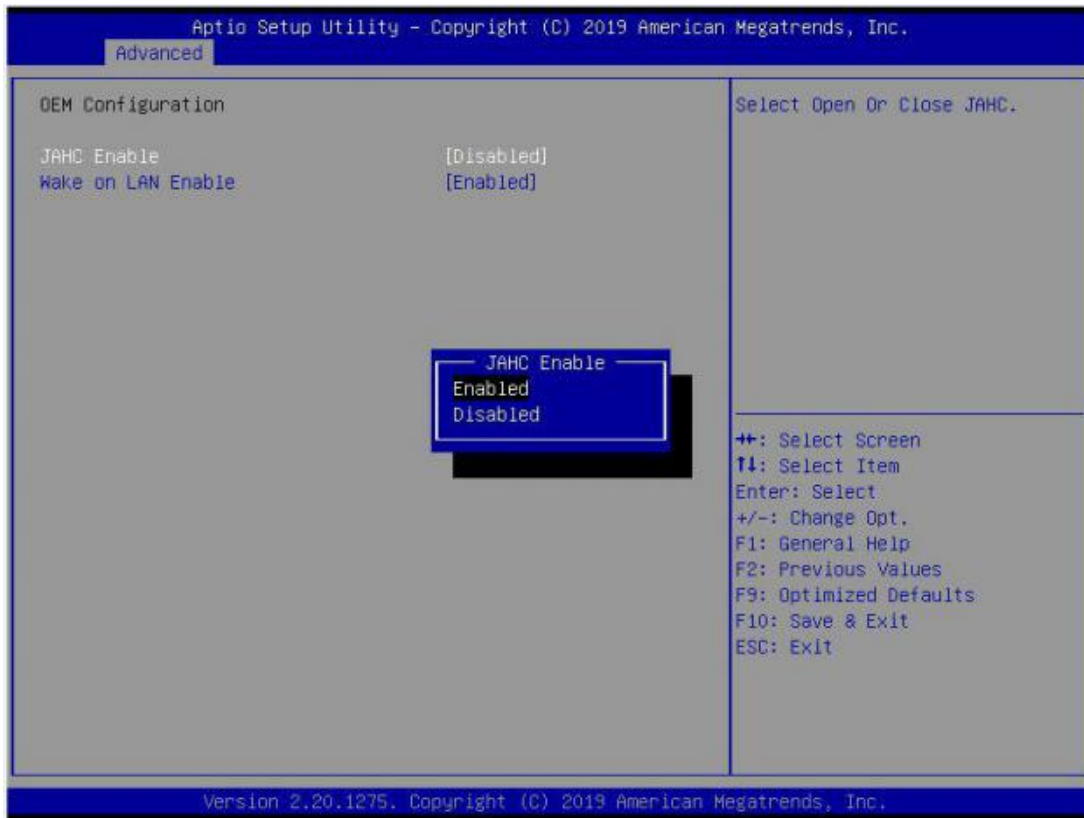 Aptio Setup Utility – Copyright (C) 2019 American Megatrends, Inc.
Advanced
OEM Configuration
JAHC Enable [Disabled]
Wake on LAN Enable [Enabled]
Select Open Or Close JAHC.
JAHC Enable
Enabled
Disabled
→←: Select Screen
↑↓: Select Item
Enter: Select
+/-: Change Opt.
F1: General Help
F2: Previous Values
F9: Optimized Defaults
F10: Save & Exit
ESC: Exit
Version 2.20.1275. Copyright (C) 2019 American Megatrends, Inc.